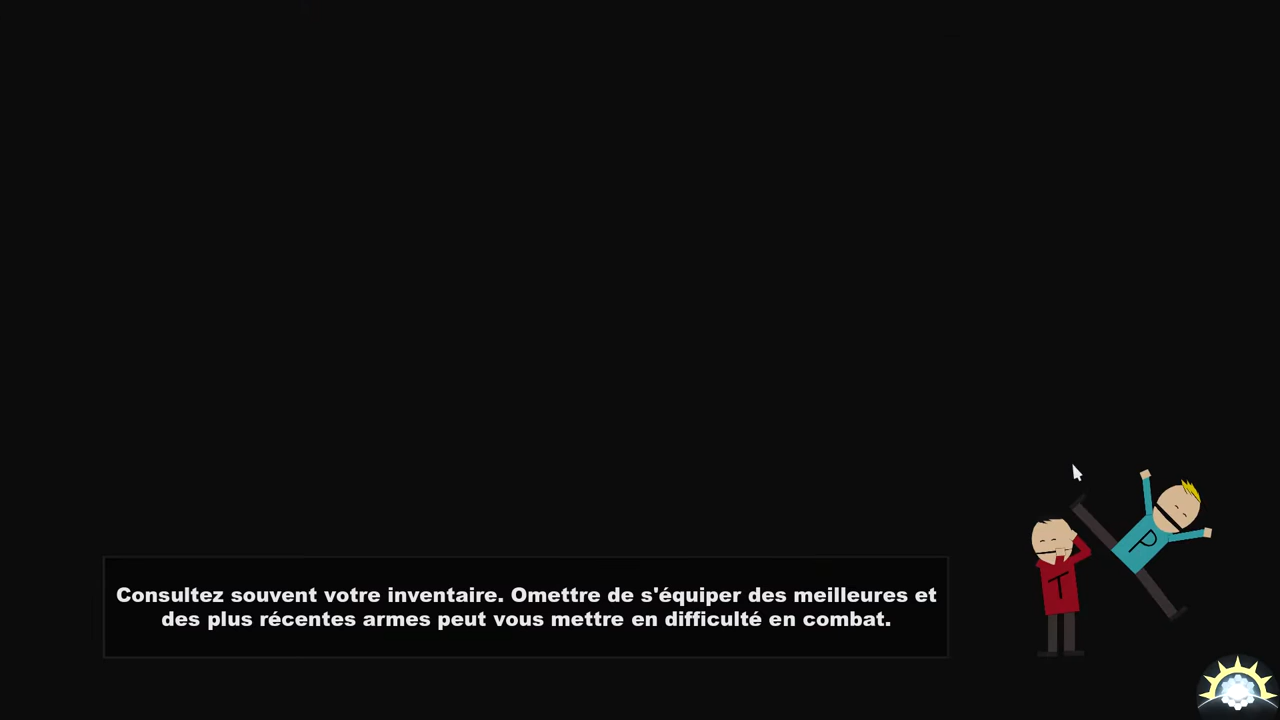 Consultez souvent votre inventaire. Omettre de s'équiper des meilleures et
des plus récentes armes peut vous mettre en difficulté en combat.
T
P